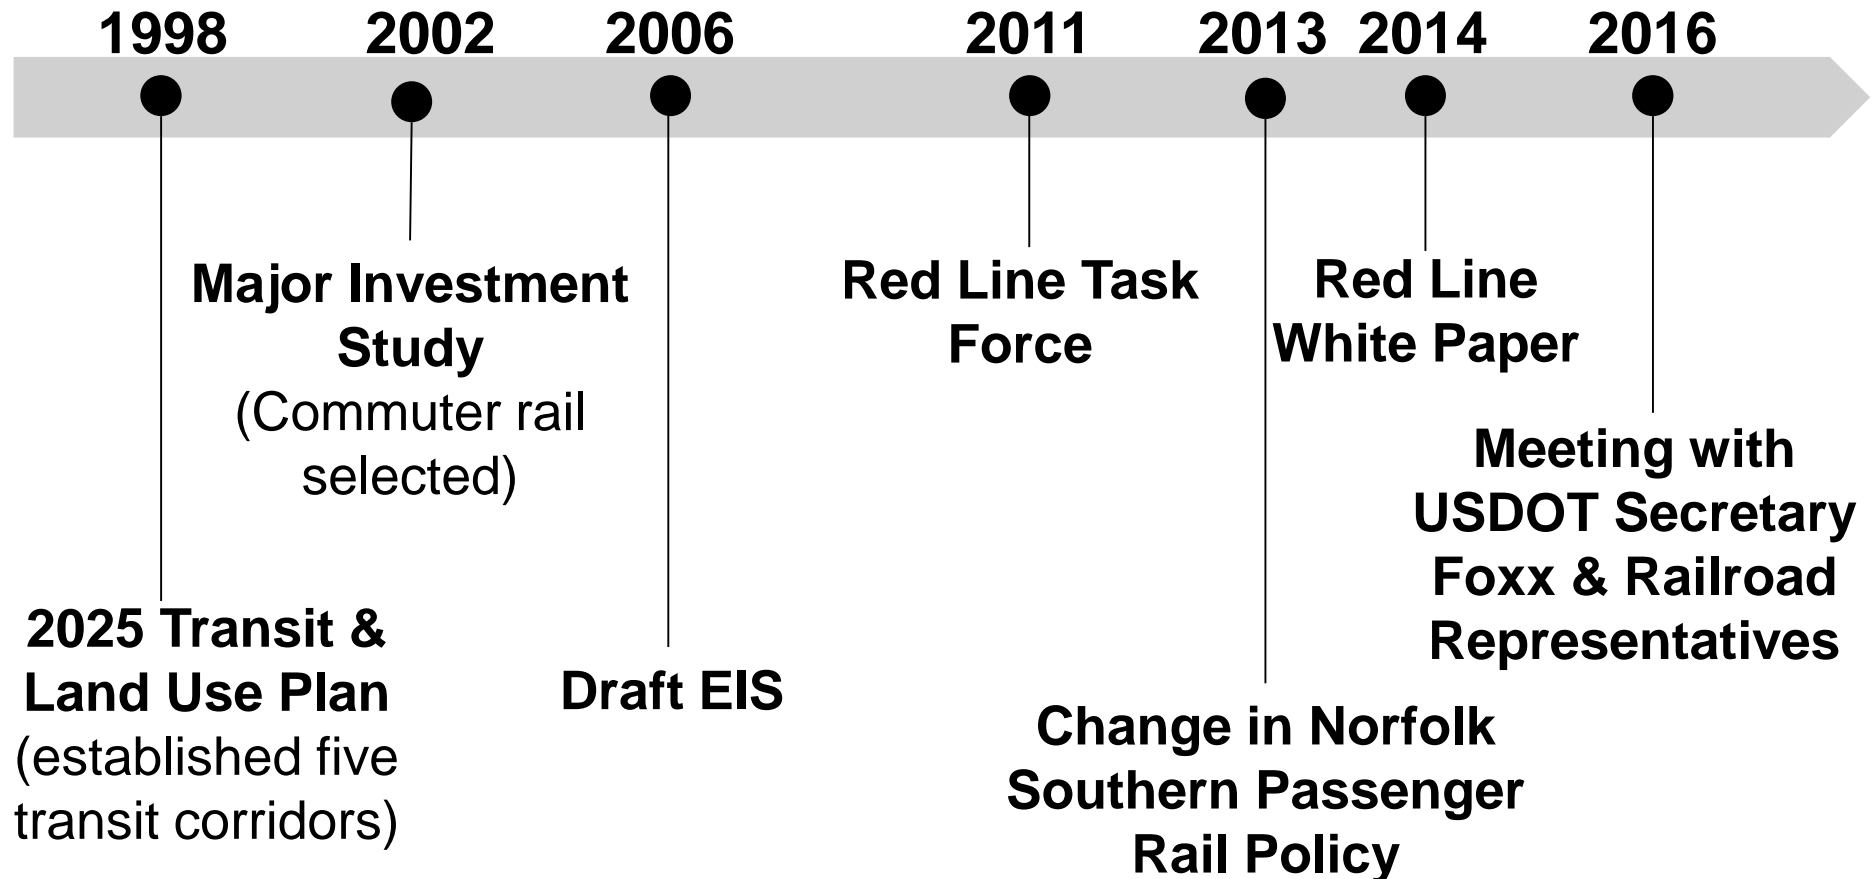 1998 2002 2006 2011 2013 2014 2016
Major Investment
Study
(Commuter rail
selected)
Red Line Task
Force
Red Line
White Paper
Meeting with
USDOT Secretary
Foxx & Railroad
Representatives
2025 Transit &
Land Use Plan
(established five
transit corridors)
Draft EIS
Change in Norfolk
Southern Passenger
Rail Policy